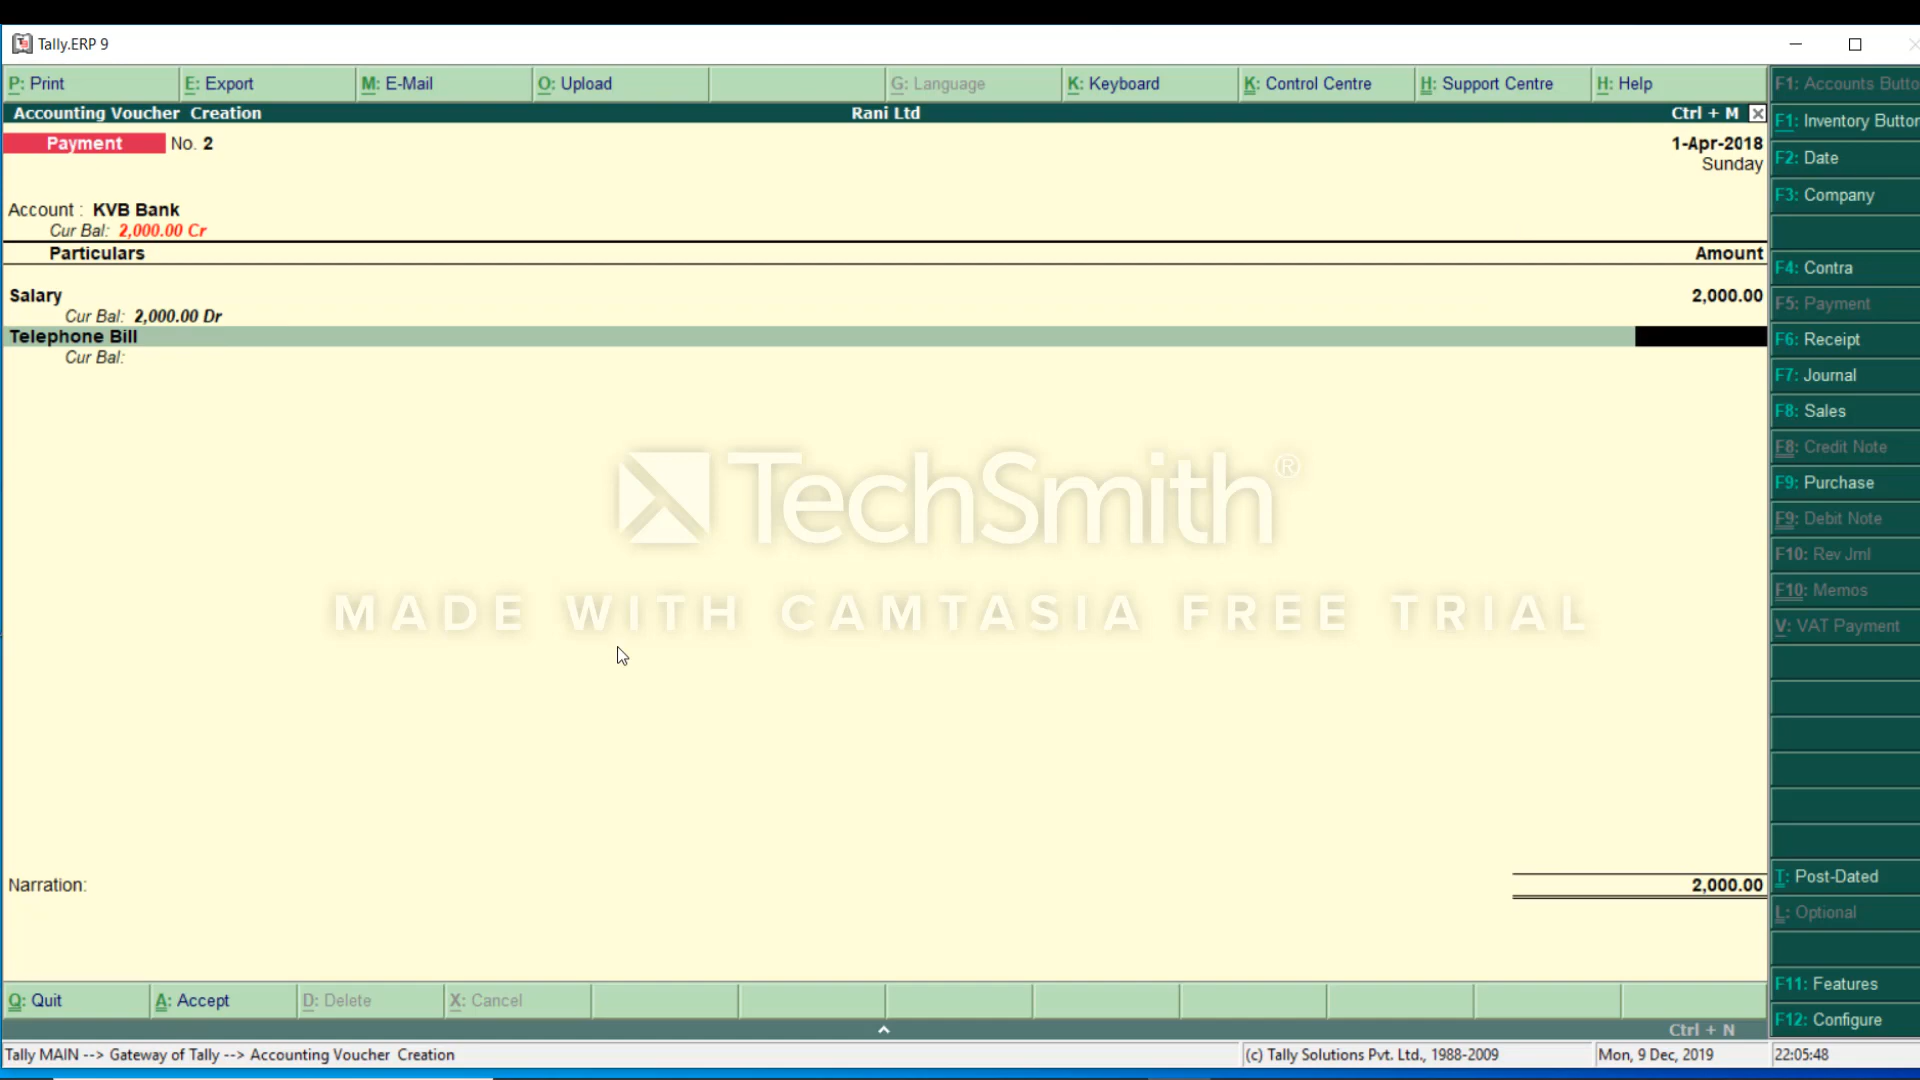 Tally.ERP 9
P: Print E: Export M: E-Mail O: Upload G: Language K: Keyboard K: Control Centre H: Support Centre H: Help
Accounting Voucher Creation Rani Ltd Ctrl + M
Payment No. 2 1-Apr-2018
Sunday
Account : KVB Bank
Cur Bal: 2,000.00 Cr
Particulars Amount
Salary 2,000.00
Cur Bal: 2,000.00 Dr
Telephone Bill
Cur Bal:
TechSmith®
MADE WITH CAMTASIA FREE TRIAL
Narration: 2,000.00
Q: Quit A: Accept D: Delete X: Cancel
Ctrl + N
Tally MAIN --> Gateway of Tally --> Accounting Voucher Creation (c) Tally Solutions Pvt. Ltd., 1988-2009 Mon, 9 Dec, 2019 22:05:48
F1: Accounts Butto
F1: Inventory Button
F2: Date
F3: Company
F4: Contra
F5: Payment
F6: Receipt
F7: Journal
F8: Sales
F8: Credit Note
F9: Purchase
F9: Debit Note
F10: Rev Jrnl
F10: Memos
V: VAT Payment
T: Post-Dated
L: Optional
F11: Features
F12: Configure